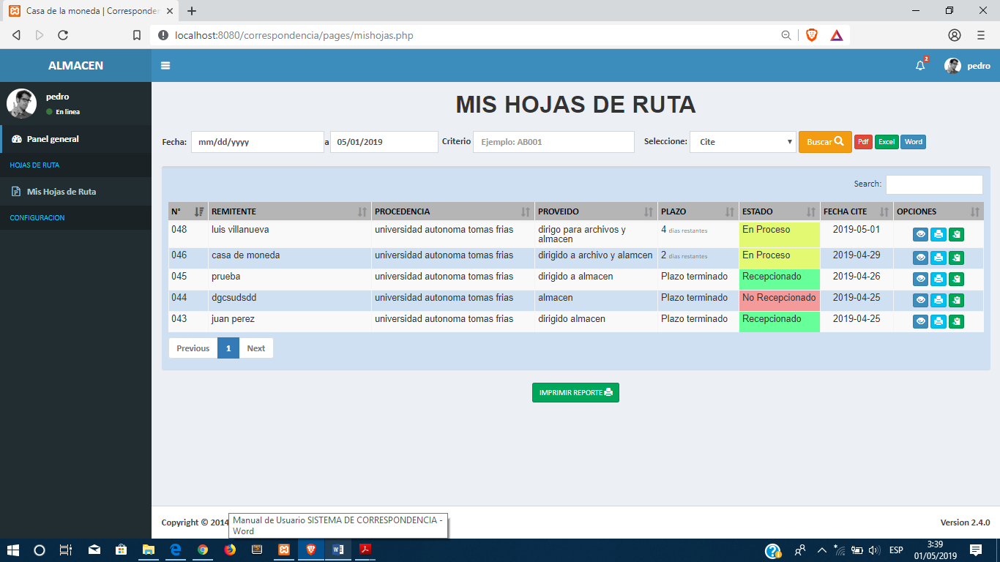 Casa de la moneda | Corresponden
localhost:8080/correspondencia/pages/mishojas.php
ALMACEN
2
pedro
pedro
En linea
Panel general
HOJAS DE RUTA
Mis Hojas de Ruta
CONFIGURACION
MIS HOJAS DE RUTA
Fecha: mm/dd/yyyy a 05/01/2019 Criterio Ejemplo: AB001 Seleccione: Cite Buscar Pdf Excel Word
Search:
N° REMITENTE PROCEDENCIA PROVEIDO PLAZO ESTADO FECHA CITE OPCIONES
048 luis villanueva universidad autonoma tomas frias dirigo para archivos y almacen 4 dias restantes En Proceso 2019-05-01
046 casa de moneda universidad autonoma tomas frias dirigido a archivo y alamcen 2 dias restantes En Proceso 2019-04-29
045 prueba universidad autonoma tomas frias dirigido a almacen Plazo terminado Recepcionado 2019-04-26
044 dgcsudsdd universidad autonoma tomas frias almacen Plazo terminado No Recepcionado 2019-04-25
043 juan perez universidad autonoma tomas frias dirigido almacen Plazo terminado Recepcionado 2019-04-25
Previous 1 Next
IMPRIMIR REPORTE
Copyright © 2014
Version 2.4.0
Manual de Usuario SISTEMA DE CORRESPONDENCIA -
Word
ESP
3:39
01/05/2019